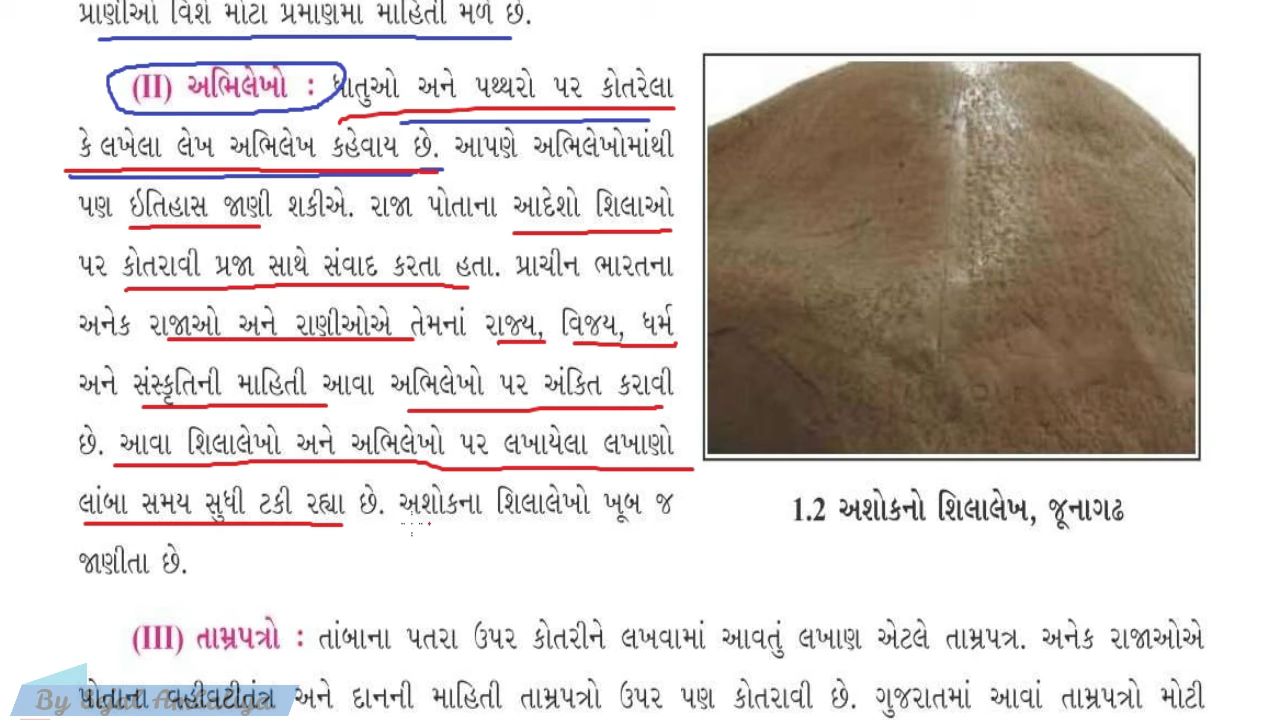 પ્રાણીઓ વિશે મોટા પ્રમાણમાં માહિતી મળે છે.
(II) અભિલેખો : ધાતુઓ અને પથ્થરો પર કોતરેલા
કે લખેલા લેખ અભિલેખ કહેવાય છે. આપણે અભિલેખોમાંથી
પણ ઇતિહાસ જાણી શકીએ. રાજા પોતાના આદેશો શિલાઓ
પર કોતરાવી પ્રજા સાથે સંવાદ કરતા હતા. પ્રાચીન ભારતના
અનેક રાજાઓ અને રાણીઓએ તેમનાં રાજ્ય, વિજય, ધર્મ
અને સંસ્કૃતિની માહિતી આવા અભિલેખો પર અંકિત કરાવી
છે. આવા શિલાલેખો અને અભિલેખો પર લખાયેલા લખાણો
લાંબા સમય સુધી ટકી રહ્યા છે. અશોકના શિલાલેખો ખૂબ જ
જાણીતા છે.
1.2 અશોકનો શિલાલેખ, જૂનાગઢ
(III) તામ્રપત્રો : તાંબાના પતરા ઉપર કોતરીને લખવામાં આવતું લખાણ એટલે તામ્રપત્ર. અનેક રાજાઓએ
પોતાના વહીવટીતંત્ર અને દાનની માહિતી તામ્રપત્રો ઉપર પણ કોતરાવી છે. ગુજરાતમાં આવાં તામ્રપત્રો મોટી
By